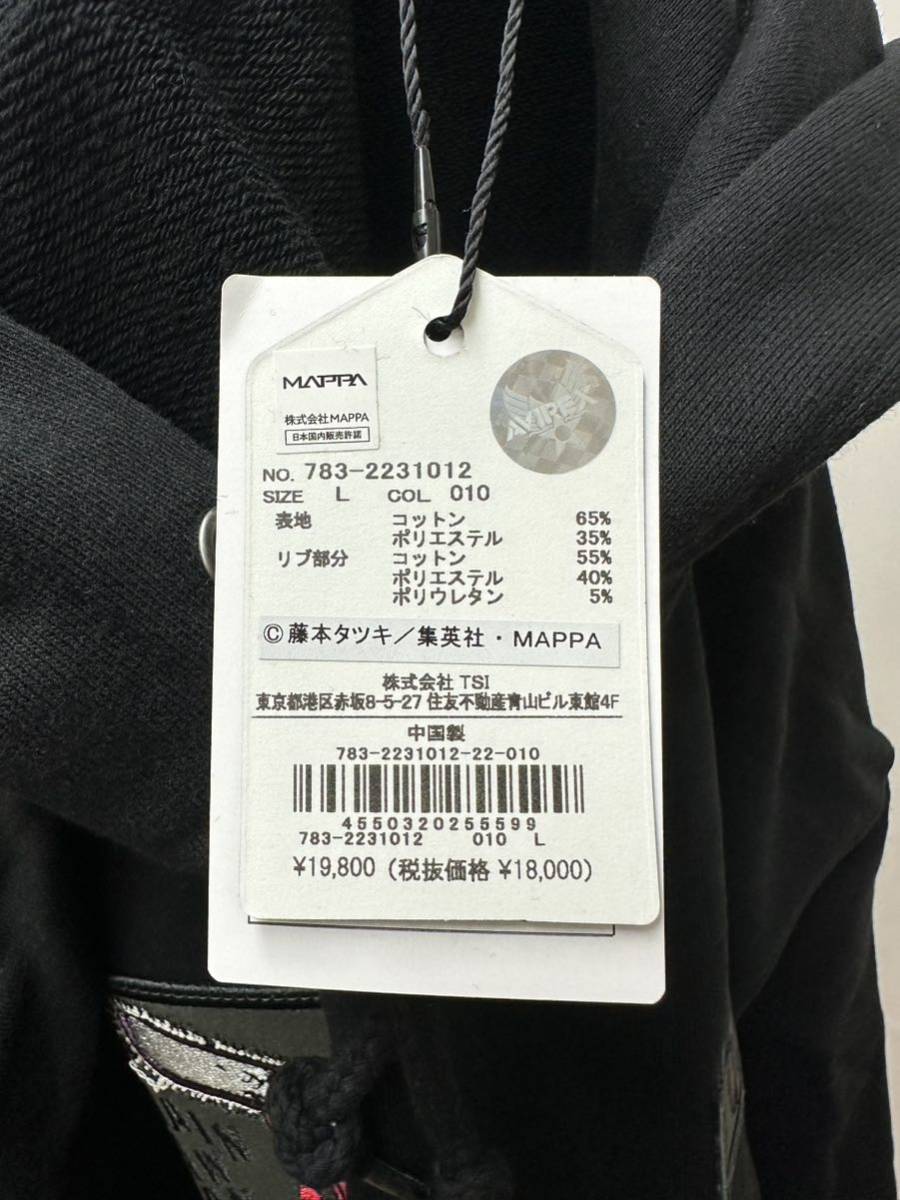 MAPPA
株式会社MAPPA
日本国内販売許諾
AVIREX
NO. 783-2231012
SIZE L COL 010
表地 コットン 65%
ポリエステル 35%
リブ部分 コットン 55%
ポリエステル 40%
ポリウレタン 5%
©藤本タツキ／集英社・MAPPA
株式会社 TSI
東京都港区赤坂8-5-27 住友不動産青山ビル東館4F
中国製
783-2231012-22-010
4550320255599
783-2231012 010 L
¥19,800 (税抜価格 ¥18,000)